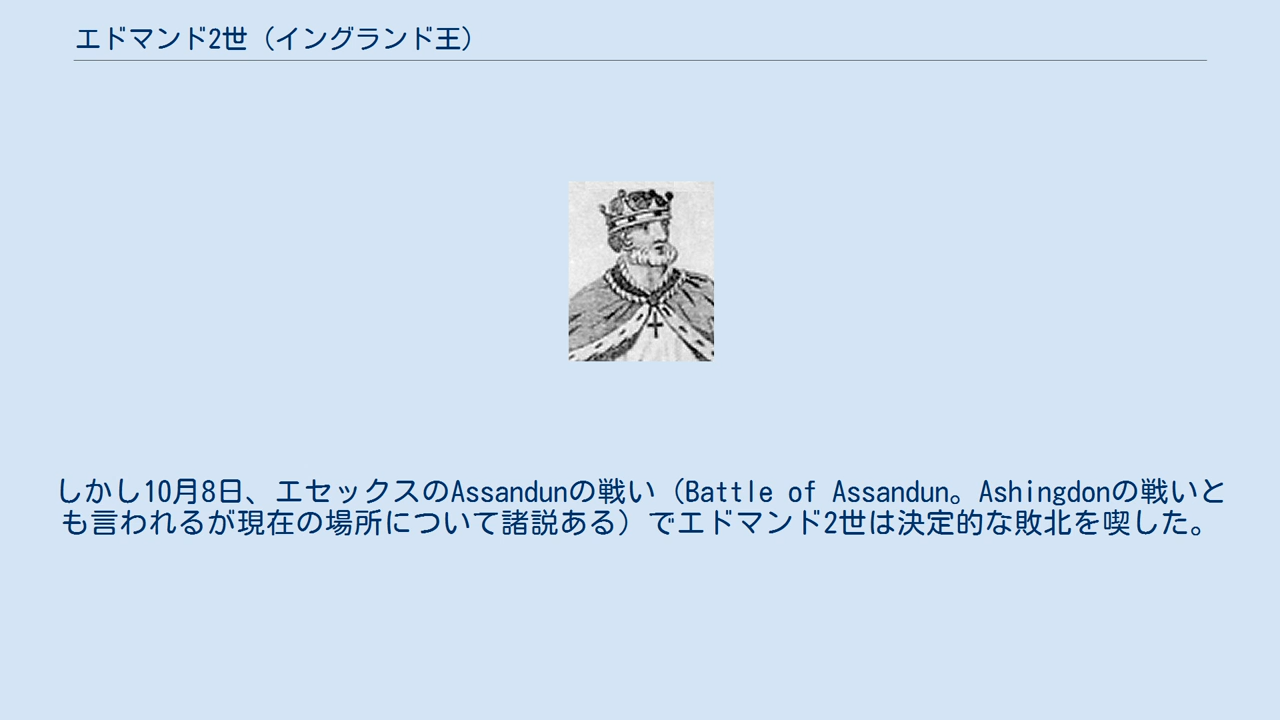 エドマンド2世（イングランド王）
しかし10月8日、エセックスのAssandunの戦い（Battle of Assandun。Ashingdonの戦いと
も言われるが現在の場所について諸説ある）でエドマンド2世は決定的な敗北を喫した。